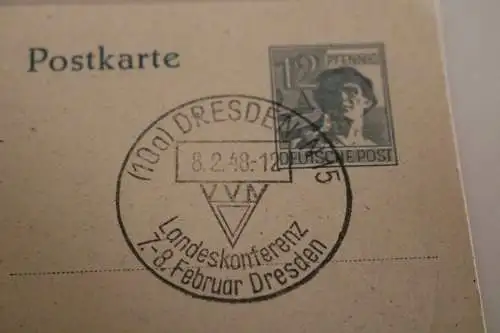 Postkarte
12 PFENNIG
DEUTSCHE POST
(10a) DRESDEN N 15
8.2.48.-12
VVN
Landeskonferenz
7.-8. Februar Dresden